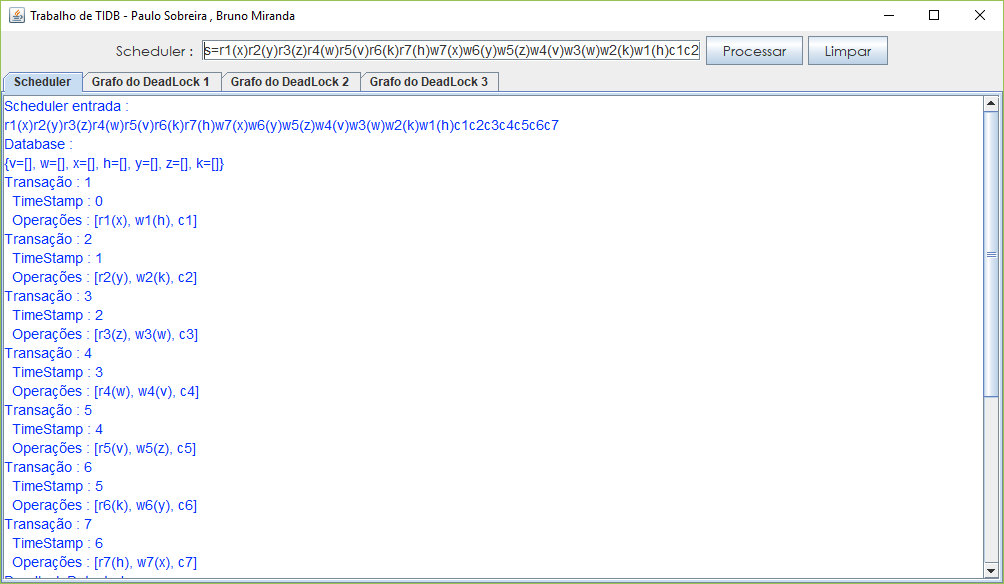 Trabalho de TIDB - Paulo Sobreira , Bruno Miranda
Scheduler : s=r1(x)r2(y)r3(z)r4(w)r5(v)r6(k)r7(h)w7(x)w6(y)w5(z)w4(v)w3(w)w2(k)w1(h)c1c2 Processar Limpar
Scheduler Grafo do DeadLock 1 Grafo do DeadLock 2 Grafo do DeadLock 3
Scheduler entrada :
r1(x)r2(y)r3(z)r4(w)r5(v)r6(k)r7(h)w7(x)w6(y)w5(z)w4(v)w3(w)w2(k)w1(h)c1c2c3c4c5c6c7
Database :
{v=[], w=[], x=[], h=[], y=[], z=[], k=[]}
Transação : 1
TimeStamp : 0
Operações : [r1(x), w1(h), c1]
Transação : 2
TimeStamp : 1
Operações : [r2(y), w2(k), c2]
Transação : 3
TimeStamp : 2
Operações : [r3(z), w3(w), c3]
Transação : 4
TimeStamp : 3
Operações : [r4(w), w4(v), c4]
Transação : 5
TimeStamp : 4
Operações : [r5(v), w5(z), c5]
Transação : 6
TimeStamp : 5
Operações : [r6(k), w6(y), c6]
Transação : 7
TimeStamp : 6
Operações : [r7(h), w7(x), c7]